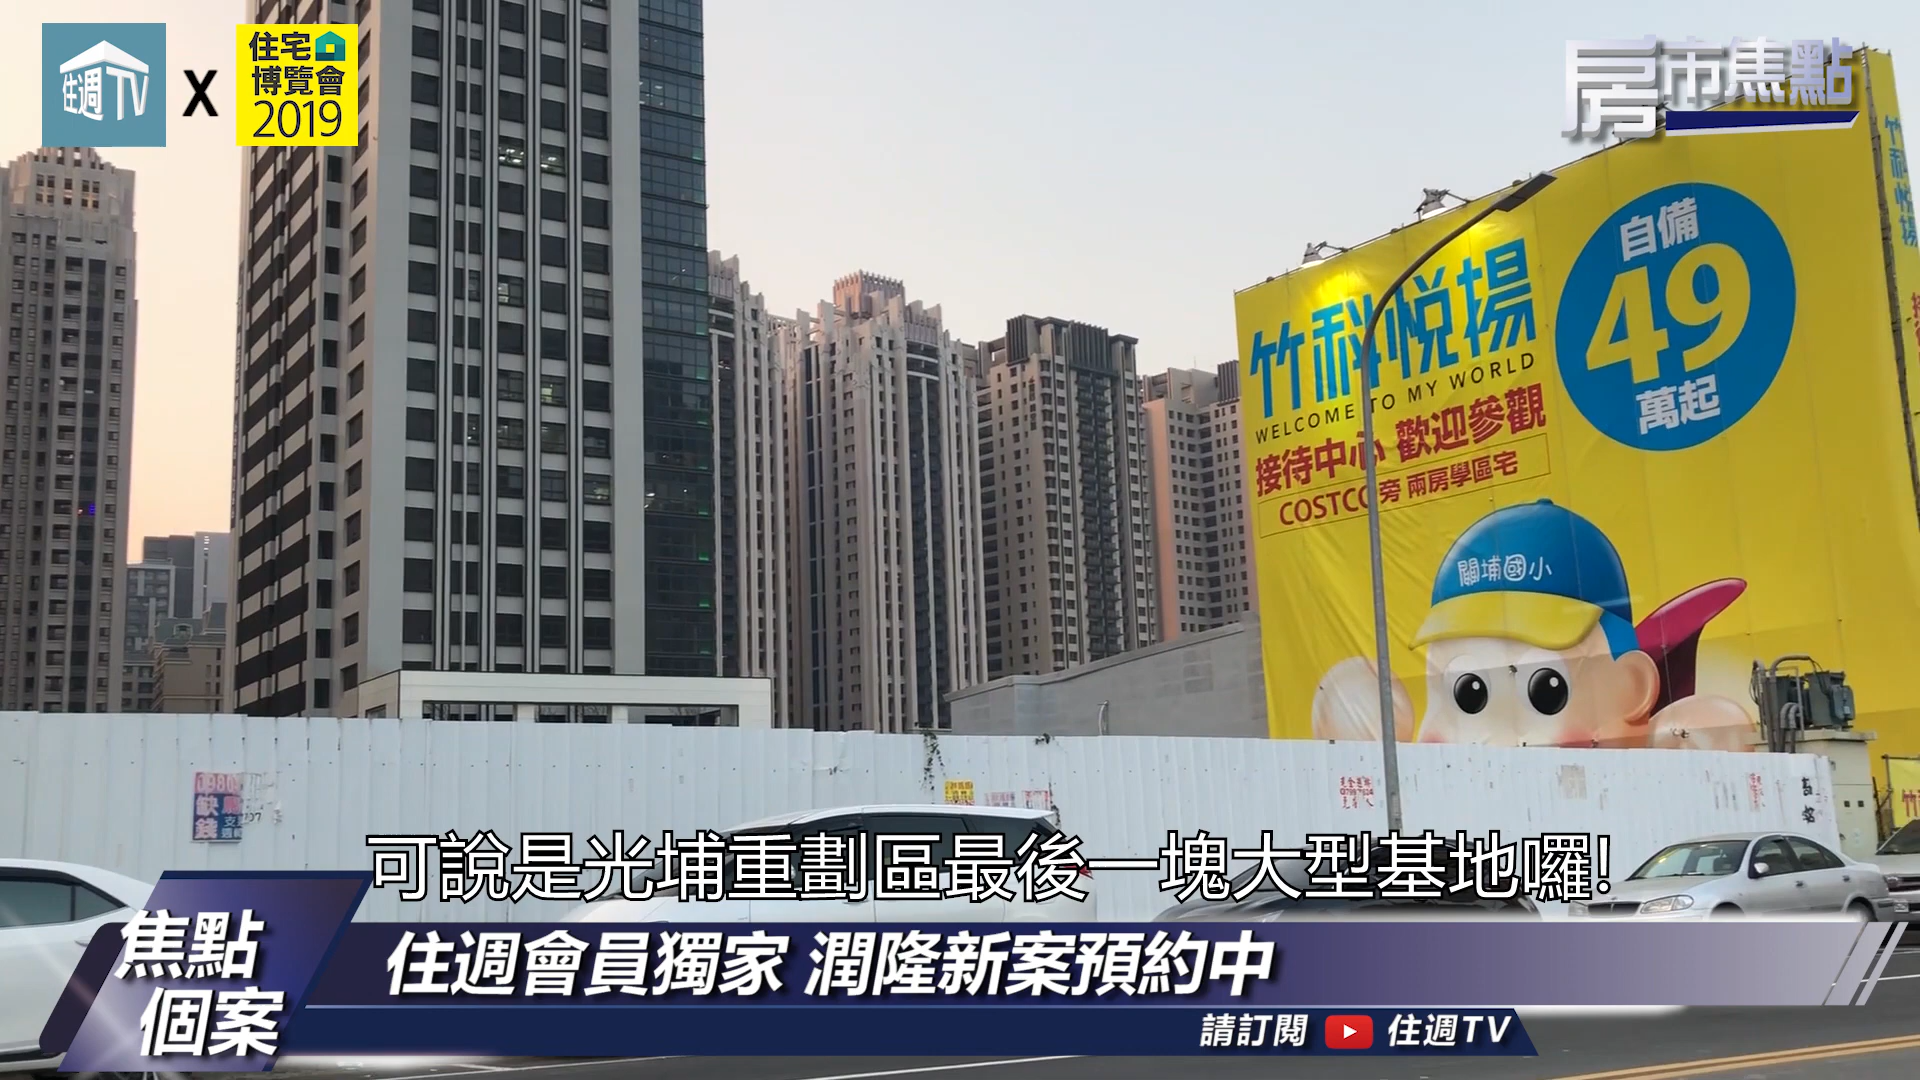 住週TV
X
住宅
博覽會
2019
房市焦點
自備
49
萬起
竹科悅揚
WELCOME TO MY WORLD
接待中心 歡迎參觀
COSTCO旁 兩房學區宅
關埔國小
缺錢
可說是光埔重劃區最後一塊大型基地囉!
焦點
個案
住週會員獨家 潤隆新案預約中
請訂閱 住週TV